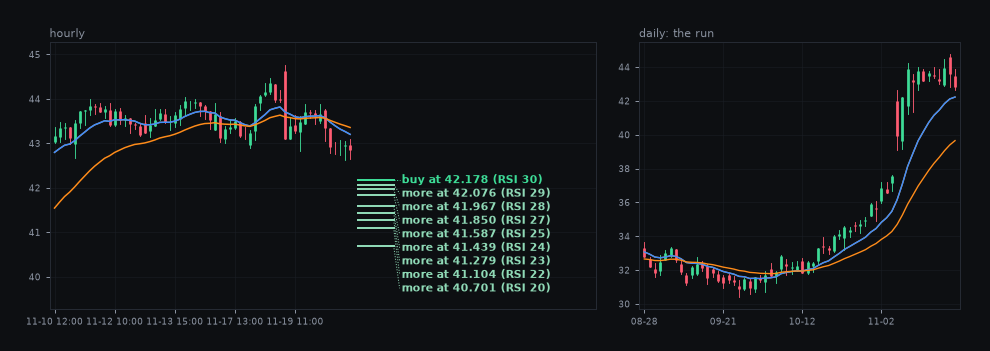 hourly
daily: the run
45
44
43
42
41
40
buy at 42.178 (RSI 30)
more at 42.076 (RSI 29)
more at 41.967 (RSI 28)
more at 41.850 (RSI 27)
more at 41.587 (RSI 25)
more at 41.439 (RSI 24)
more at 41.279 (RSI 23)
more at 41.104 (RSI 22)
more at 40.701 (RSI 20)
11-10 12:00 11-12 10:00 11-13 15:00 11-17 13:00 11-19 11:00
44
42
40
38
36
34
32
30
08-28 09-21 10-12 11-02